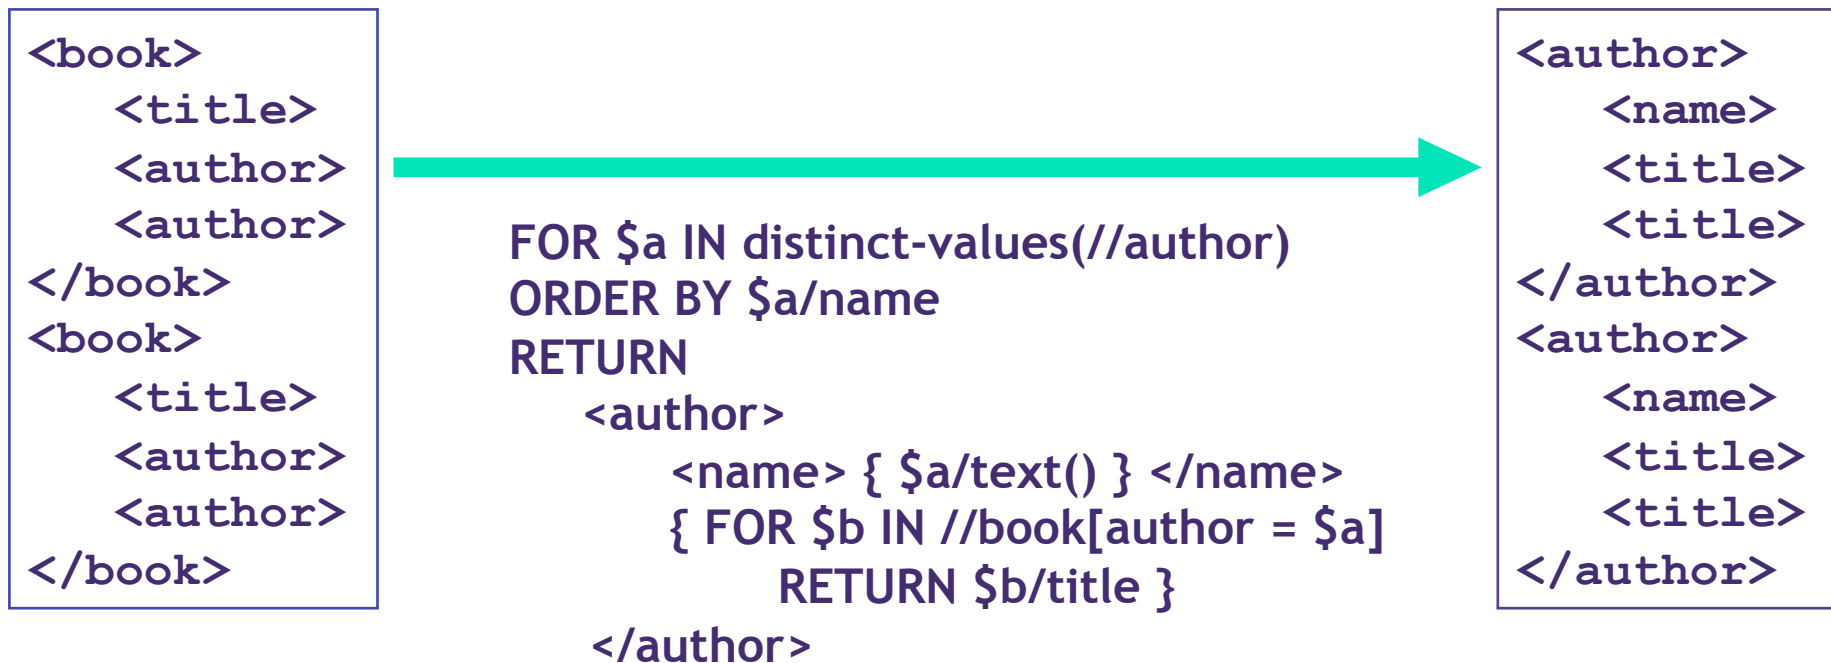 <book>
<title>
<author>
<author>
</book>
<book>
<title>
<author>
<author>
</book>
FOR $a IN distinct-values(//author)
ORDER BY $a/name
RETURN
<author>
<name> { $a/text() } </name>
{ FOR $b IN //book[author = $a]
RETURN $b/title }
</author>
<author>
<name>
<title>
<title>
</author>
<author>
<name>
<title>
<title>
</author>